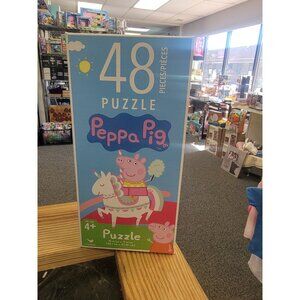 48
PIECES/PIÈCES
PUZZLE
Peppa Pig
4+
Puzzle